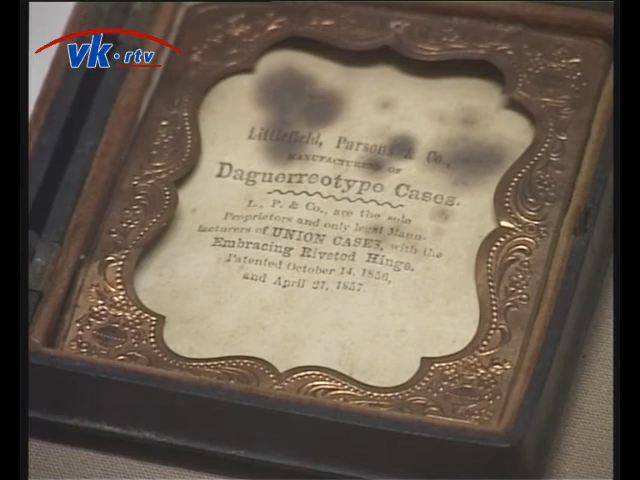 vk.rtv
Littlefield, Parsons & Co.,
MANUFACTURERS OF
Daguerreotype Cases.
L., P. & Co., are the sole
Proprietors and only legal Manu-
facturers of UNION CASES, with the
Embracing Riveted Hinge.
Patented October 14, 1856,
and April 21, 1857.